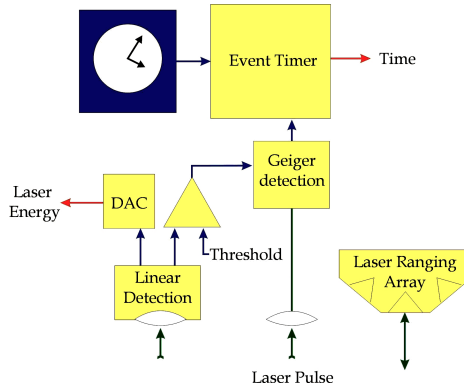 Event Timer
Time
Geiger
detection
Laser
Energy
DAC
Threshold
Linear
Detection
Laser Ranging
Array
Laser Pulse